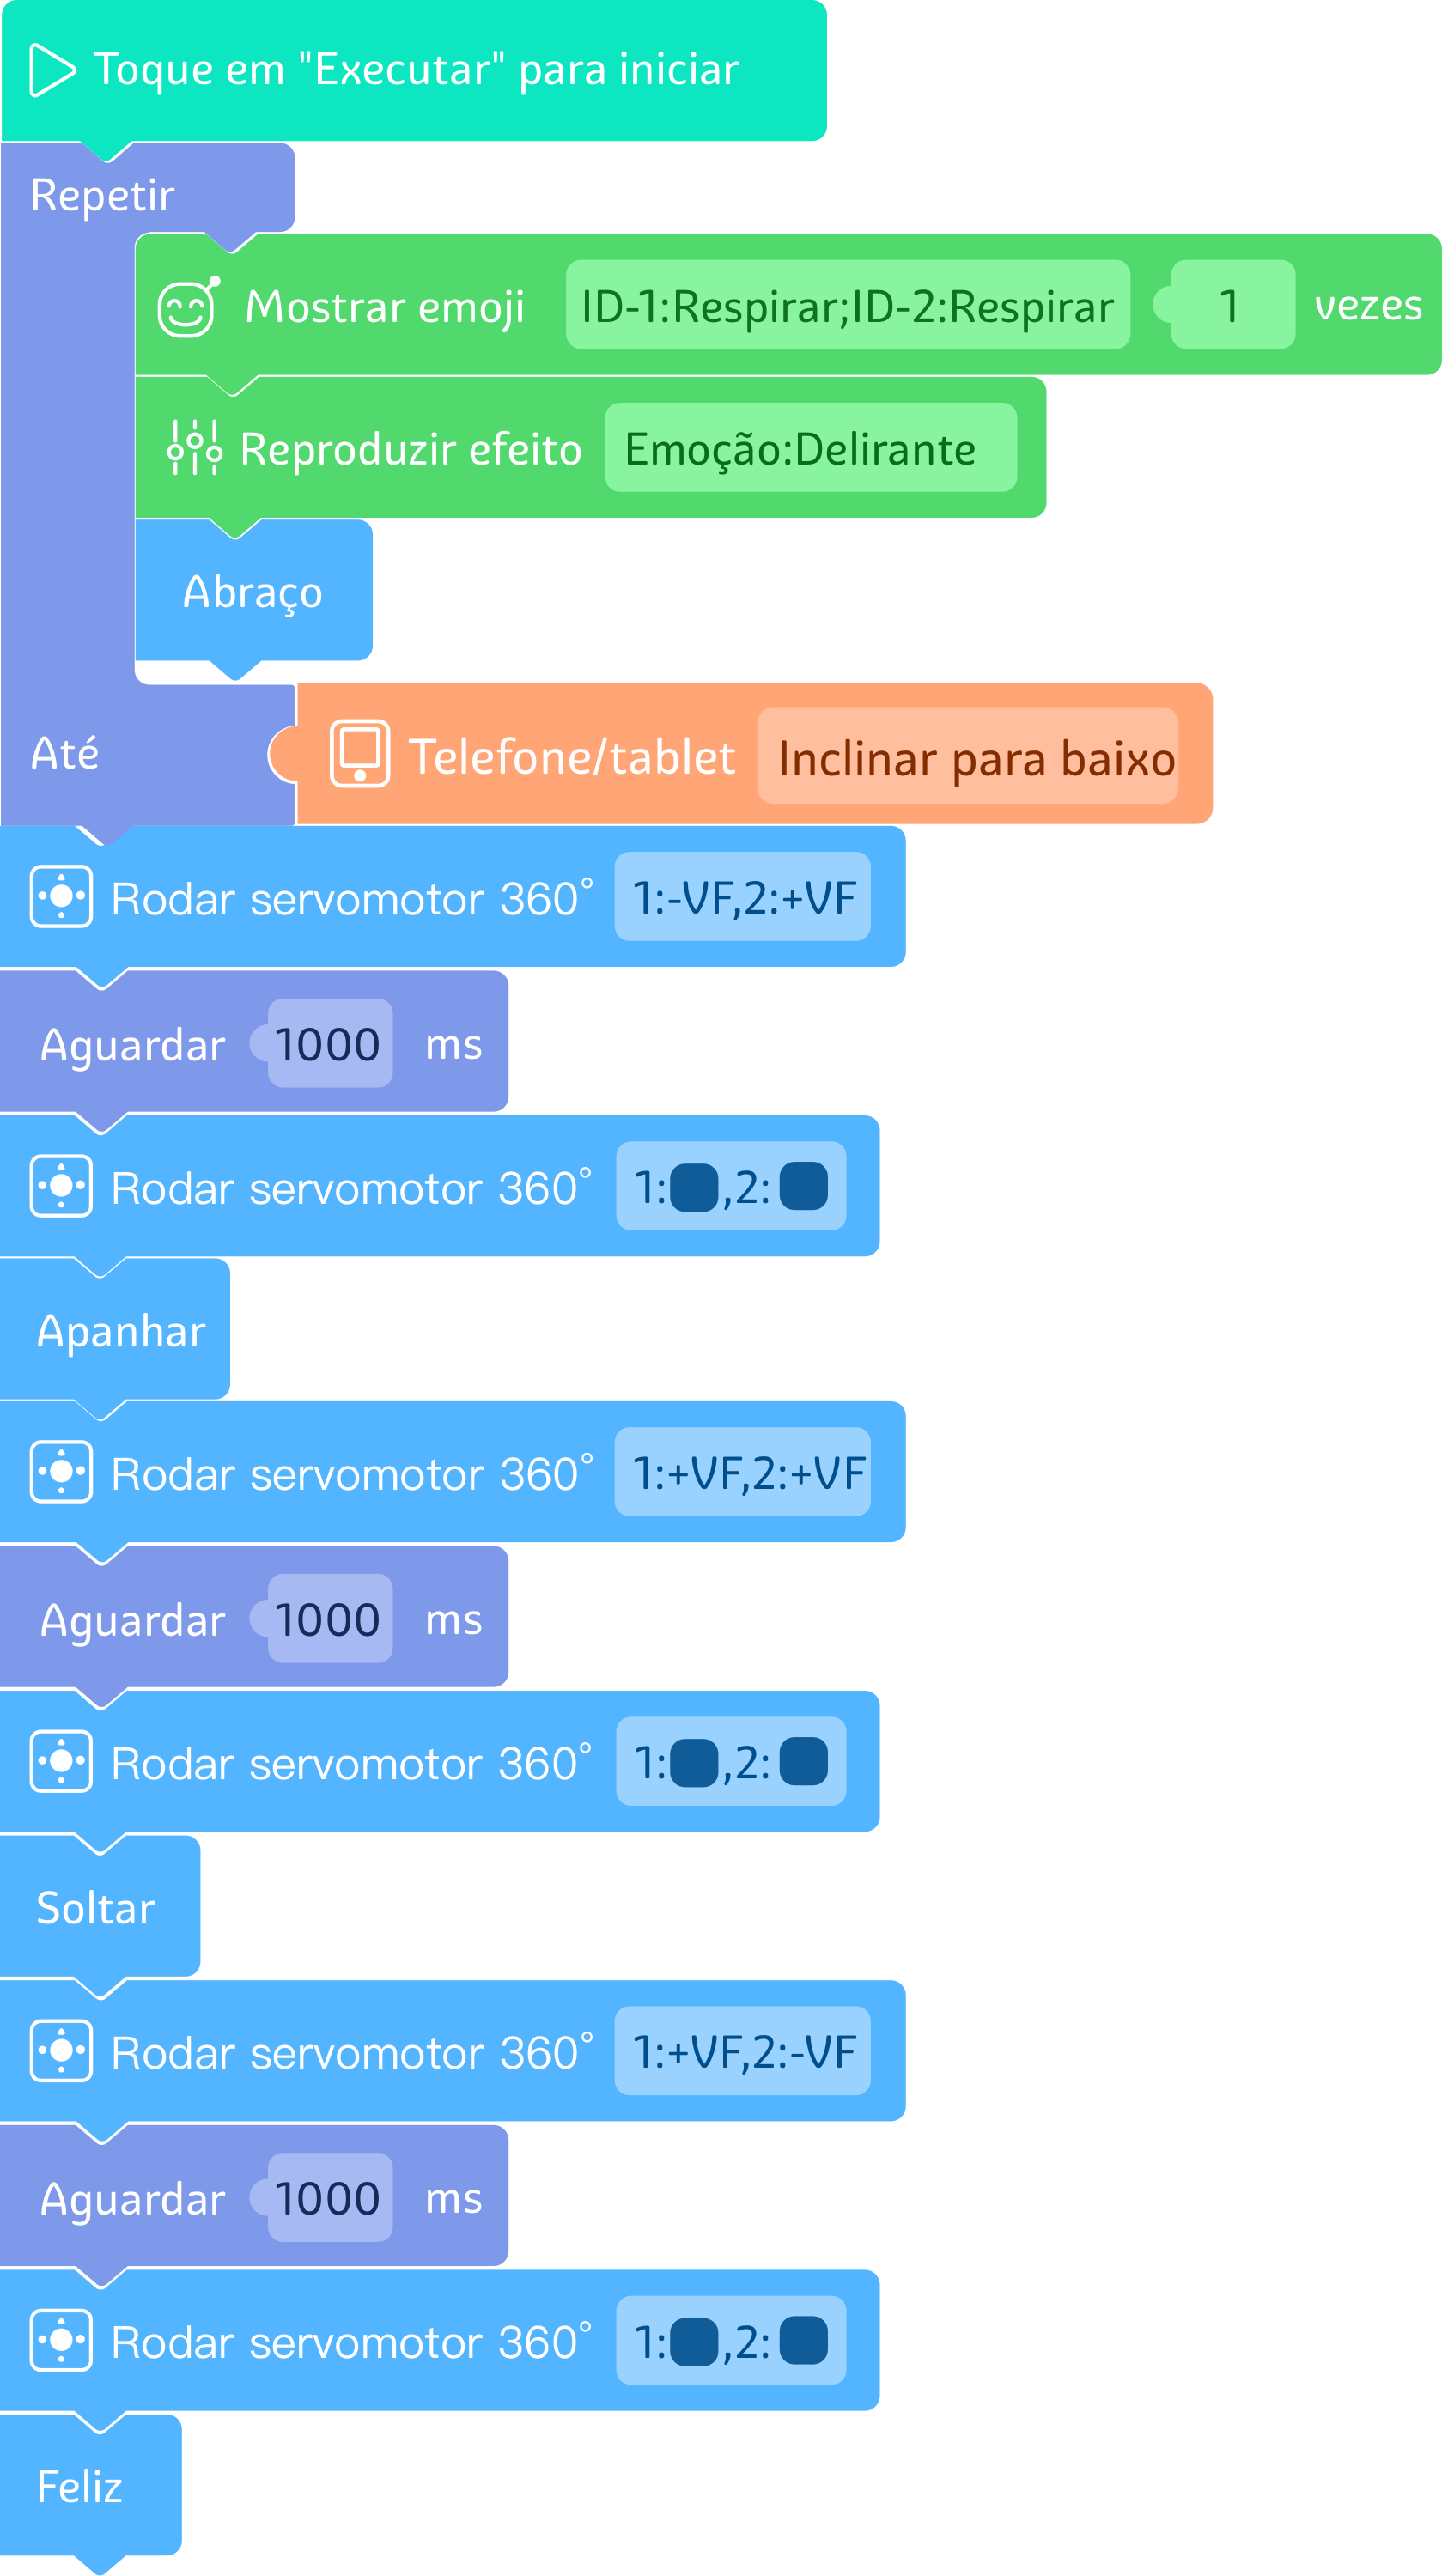 Toque em "Executar" para iniciar
Repetir
Mostrar emoji ID-1:Respirar;ID-2:Respirar 1 vezes
Reproduzir efeito Emoção:Delirante
Abraço
Até Telefone/tablet Inclinar para baixo
Rodar servomotor 360° 1:-VF,2:+VF
Aguardar 1000 ms
Rodar servomotor 360° 1: ,2:
Apanhar
Rodar servomotor 360° 1:+VF,2:+VF
Aguardar 1000 ms
Rodar servomotor 360° 1: ,2:
Soltar
Rodar servomotor 360° 1:+VF,2:-VF
Aguardar 1000 ms
Rodar servomotor 360° 1: ,2:
Feliz